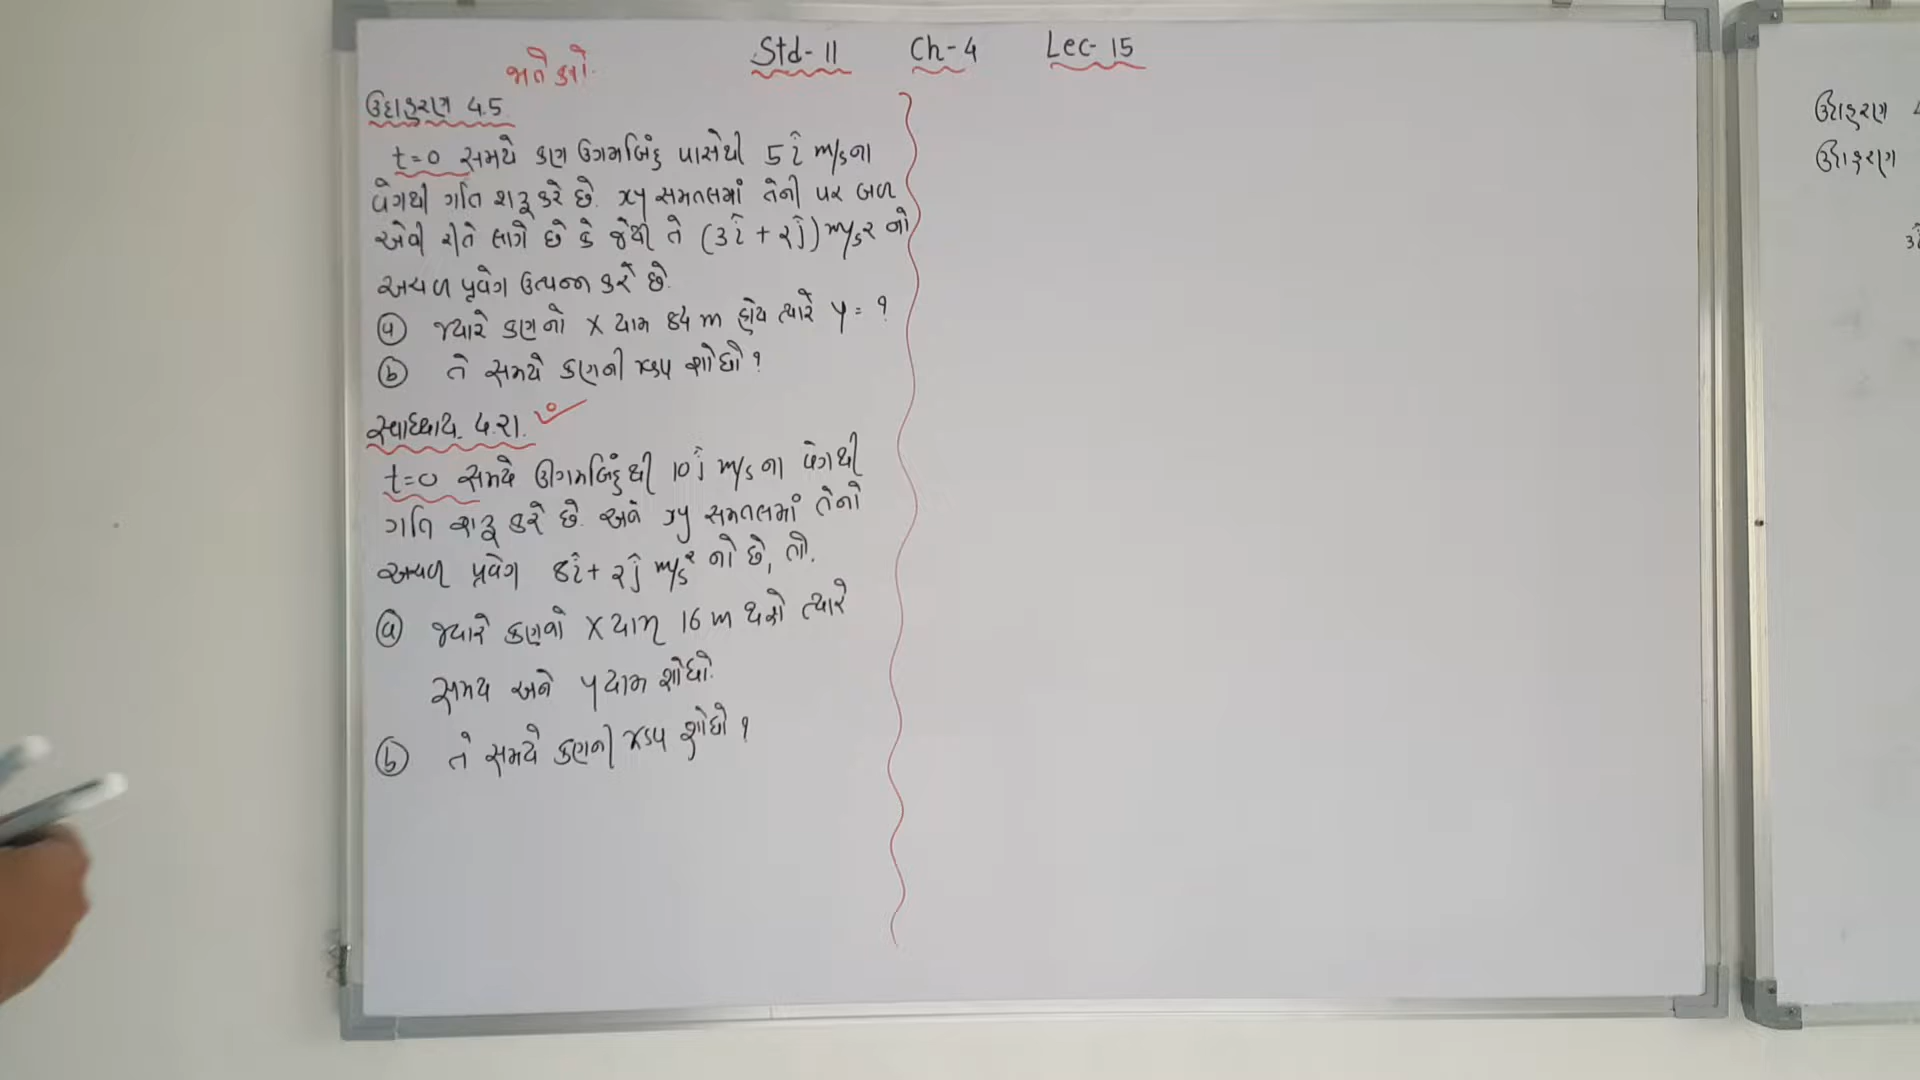 Std-11 Ch-4 Lec-15
જાતે કરો.
ઉદાહરણ 4.5
t=0 સમયે કણ ઉગમબિંદુ પાસેથી 5î m/s ના
વેગથી ગતિ શરૂ કરે છે. xy સમતલમાં તેની પર બળ
એવી રીતે લાગે છે કે જેથી તે (3î + 2ĵ) m/s2 નો
અચળ પ્રવેગ ઉત્પન્ન કરે છે.
(a) જ્યારે કણનો X યામ 84 m હોય ત્યારે y = ?
(b) તે સમયે કણની ઝડપ શોધો ?
સ્વાધ્યાય 4.21.
t=0 સમયે ઊગમબિંદુથી 10ĵ m/s ના વેગથી
ગતિ શરૂ કરે છે. અને xy સમતલમાં તેનો
અચળ પ્રવેગ 8î + 2ĵ m/s² નો છે, તો.
(a) જ્યારે કણનો X યામ 16 m થશે ત્યારે
સમય અને y યામ શોધો.
(b) તે સમયે કણની ઝડપ શોધો ?
ઉદાહરણ
ઉદાહરણ